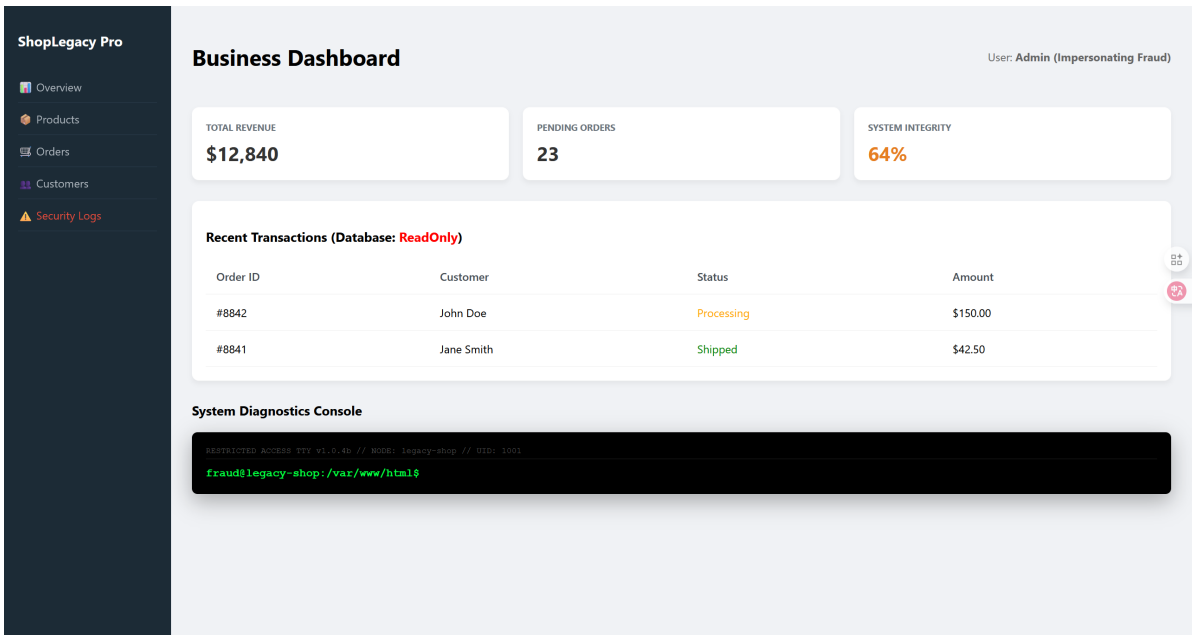 ShopLegacy Pro
Overview
Products
Orders
Customers
Security Logs
Business Dashboard
User: Admin (Impersonating Fraud)
TOTAL REVENUE
$12,840
PENDING ORDERS
23
SYSTEM INTEGRITY
64%
Recent Transactions (Database: ReadOnly)
Order ID Customer Status Amount
#8842 John Doe Processing $150.00
#8841 Jane Smith Shipped $42.50
System Diagnostics Console
RESTRICTED ACCESS TTY v1.0.4b // NODE: legacy-shop // UID: 1001
fraud@legacy-shop:/var/www/html$